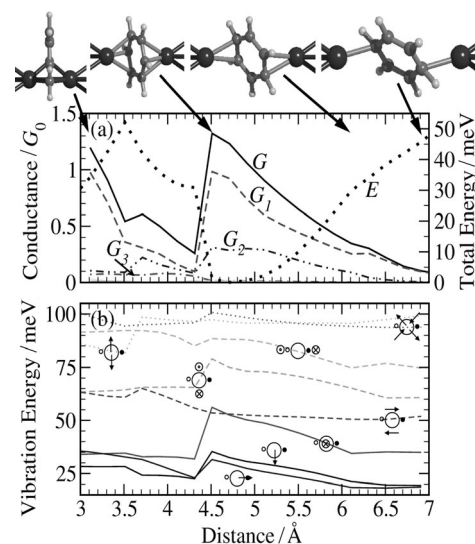 1.5
1
0.5
0
Conductance / G0
(a)
G
G1
G2
G3
E
50
40
30
20
10
0
Total Energy / meV
(b)
100
75
50
25
Vibration Energy / meV
3 3.5 4 4.5 5 5.5 6 6.5 7
Distance / Å